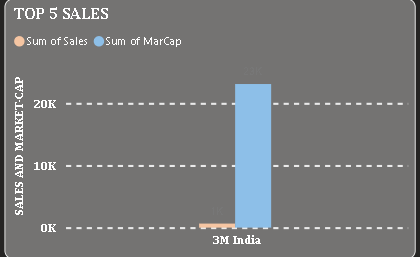 TOP 5 SALES
Sum of Sales Sum of MarCap
SALES AND MARKET-CAP
20K
10K
0K
3M India